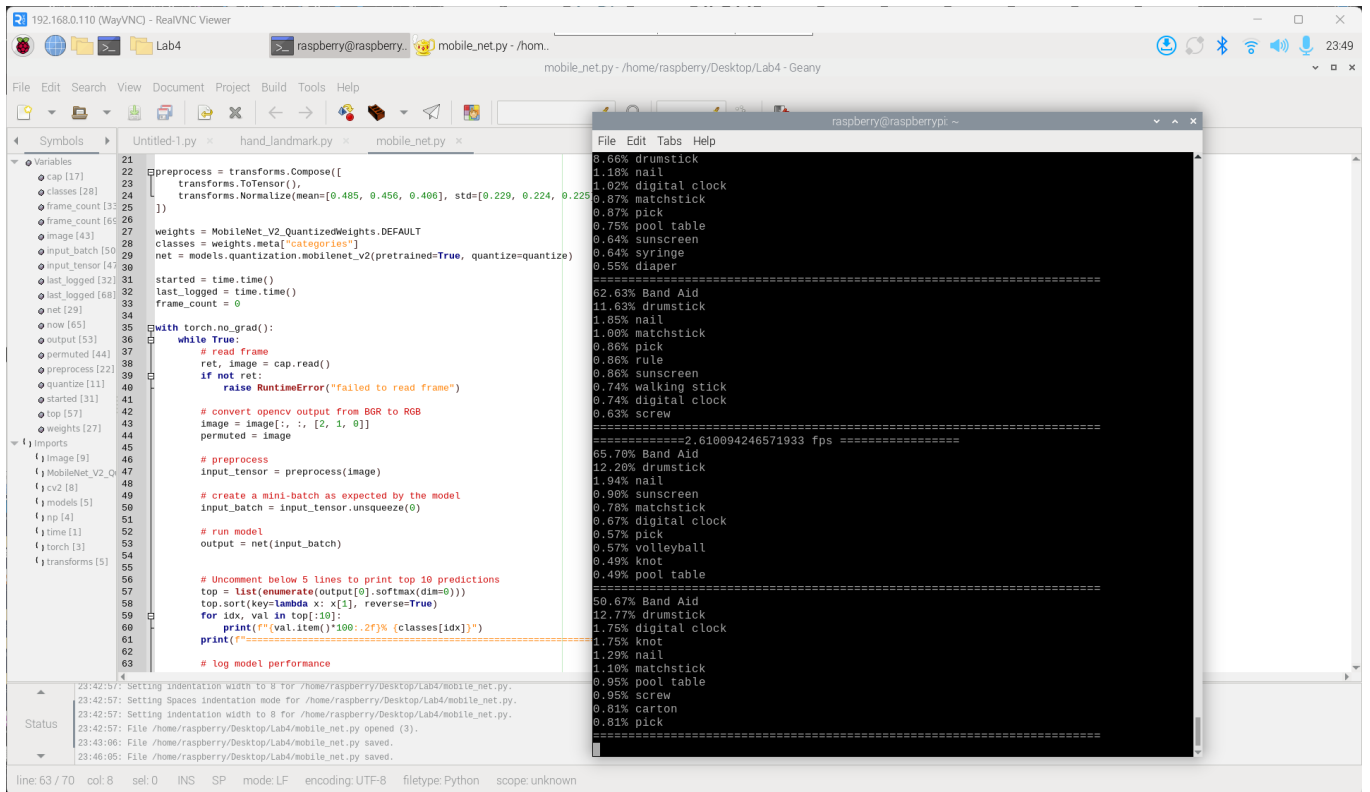 192.168.0.110 (WayVNC) - RealVNC Viewer
Lab4
raspberry@raspberry..
mobile_net.py - /hom..
23:49
mobile_net.py - /home/raspberry/Desktop/Lab4 - Geany
File Edit Search View Document Project Build Tools Help
Symbols
Untitled-1.py × hand_landmark.py × mobile_net.py ×
Variables
cap [17]
classes [28]
frame_count [33
frame_count [69
image [43]
input_batch [50
input_tensor [47
last_logged [32]
last_logged [68]
net [29]
now [65]
output [53]
permuted [44]
preprocess [22]
quantize [11]
started [31]
top [57]
weights [27]
Imports
Image [9]
MobileNet_V2_Q
cv2 [8]
models [5]
np [4]
time [1]
torch [3]
transforms [5]
21
22 preprocess = transforms.Compose([
23 transforms.ToTensor(),
24 transforms.Normalize(mean=[0.485, 0.456, 0.406], std=[0.229, 0.224, 0.225
25 ])
26
27 weights = MobileNet_V2_QuantizedWeights.DEFAULT
28 classes = weights.meta["categories"]
29 net = models.quantization.mobilenet_v2(pretrained=True, quantize=quantize)
30
31 started = time.time()
32 last_logged = time.time()
33 frame_count = 0
34
35 with torch.no_grad():
36 while True:
37 # read frame
38 ret, image = cap.read()
39 if not ret:
40 raise RuntimeError("failed to read frame")
41
42 # convert opencv output from BGR to RGB
43 image = image[:, :, [2, 1, 0]]
44 permuted = image
45
46 # preprocess
47 input_tensor = preprocess(image)
48
49 # create a mini-batch as expected by the model
50 input_batch = input_tensor.unsqueeze(0)
51
52 # run model
53 output = net(input_batch)
54
55
56 # Uncomment below 5 lines to print top 10 predictions
57 top = list(enumerate(output[0].softmax(dim=0)))
58 top.sort(key=lambda x: x[1], reverse=True)
59 for idx, val in top[:10]:
60 print(f"{val.item()*100:.2f}% {classes[idx]}")
61 print(f"=================================================
62
63 # log model performance
raspberry@raspberrypi: ~
File Edit Tabs Help
8.66% drumstick
1.18% nail
1.02% digital clock
0.87% matchstick
0.87% pick
0.75% pool table
0.64% sunscreen
0.64% syringe
0.55% diaper
========================================================================
62.63% Band Aid
11.63% drumstick
1.85% nail
1.00% matchstick
0.86% pick
0.86% rule
0.86% sunscreen
0.74% walking stick
0.74% digital clock
0.63% screw
========================================================================
=============2.610094246571933 fps =================
65.70% Band Aid
12.20% drumstick
1.94% nail
0.90% sunscreen
0.78% matchstick
0.67% digital clock
0.57% pick
0.57% volleyball
0.49% knot
0.49% pool table
========================================================================
50.67% Band Aid
12.77% drumstick
1.75% digital clock
1.75% knot
1.29% nail
1.10% matchstick
0.95% pool table
0.95% screw
0.81% carton
0.81% pick
========================================================================
Status
23:42:57: Setting indentation width to 8 for /home/raspberry/Desktop/Lab4/mobile_net.py.
23:42:57: Setting Spaces indentation mode for /home/raspberry/Desktop/Lab4/mobile_net.py.
23:42:57: Setting indentation width to 8 for /home/raspberry/Desktop/Lab4/mobile_net.py.
23:42:57: File /home/raspberry/Desktop/Lab4/mobile_net.py opened (3).
23:43:06: File /home/raspberry/Desktop/Lab4/mobile_net.py saved.
23:46:05: File /home/raspberry/Desktop/Lab4/mobile_net.py saved.
line: 63 / 70 col: 8 sel: 0 INS SP mode: LF encoding: UTF-8 filetype: Python scope: unknown